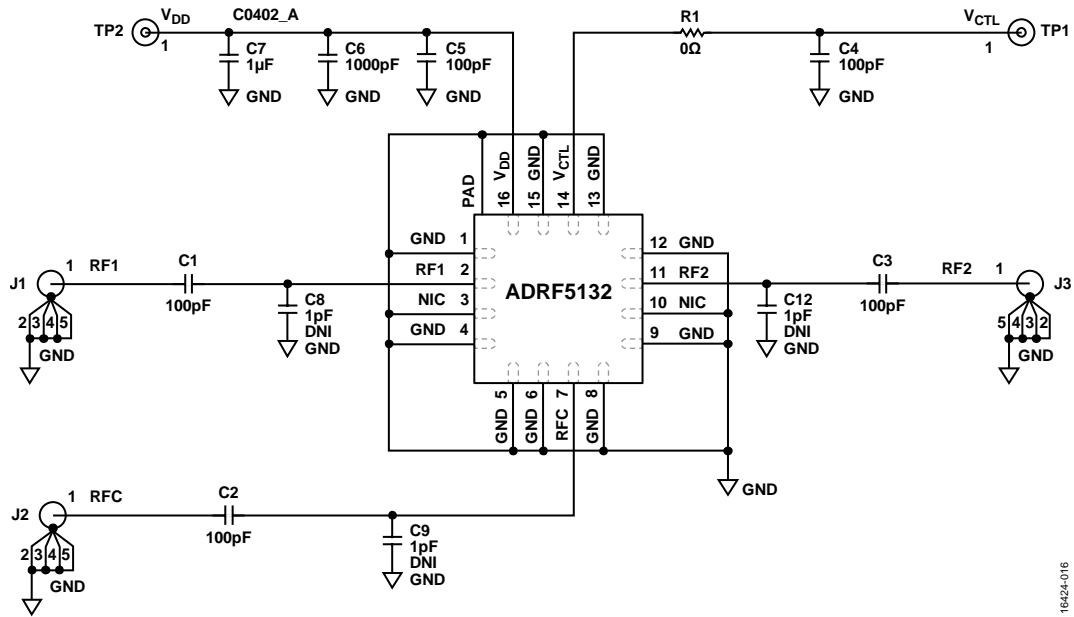 TP2 VDD C0402_A R1 VCTL TP1
1 0Ω 1
C7 1µF C6 1000pF C5 100pF C4 100pF
GND GND GND GND
PAD 16 VDD 15 GND 14 VCTL 13 GND
GND 1 12 GND
RF1 2 11 RF2
NIC 3 10 NIC
GND 4 9 GND
ADRF5132
J1 1 RF1 C1 100pF
2 3 4 5
GND
C8
1pF
DNI
GND
C12
1pF
DNI
GND
C3 100pF RF2 1 J3
5 4 3 2
GND
GND 5 GND 6 RFC 7 GND 8
GND
J2 1 RFC C2 100pF
2 3 4 5
GND
C9
1pF
DNI
GND
16424-016